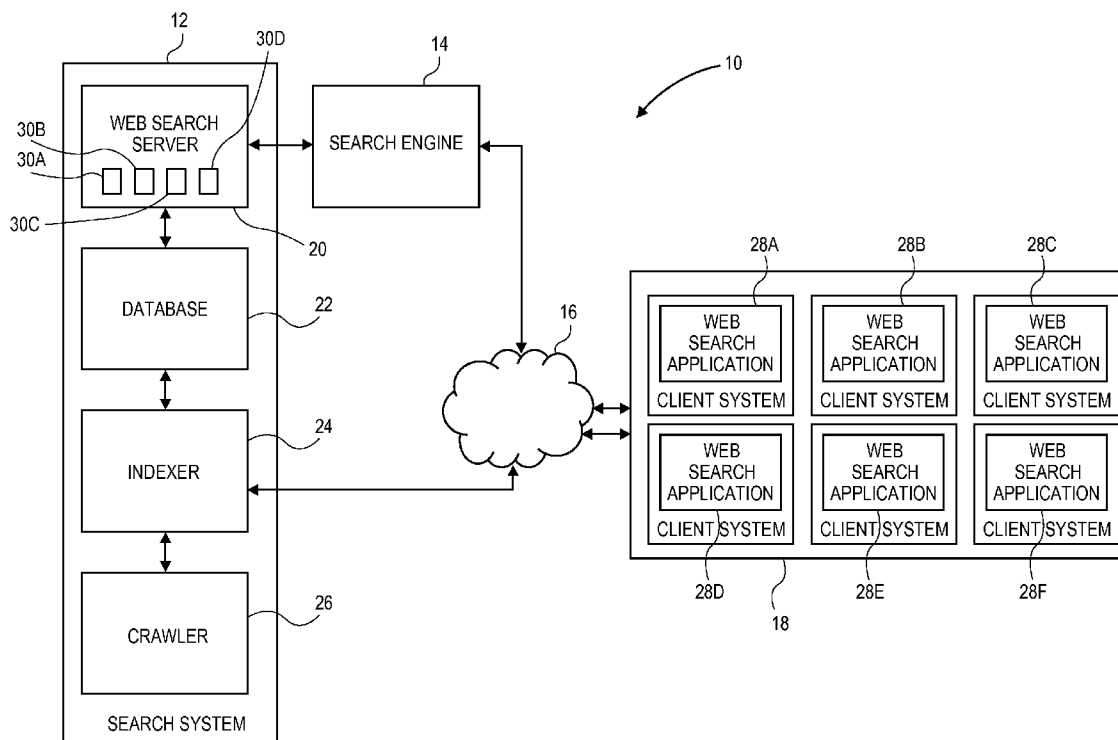 12
30D
14
10
WEB SEARCH
SERVER
30B
30A
30C
SEARCH ENGINE
20
DATABASE
22
16
28A
28B
28C
WEB
SEARCH
APPLICATION
CLIENT SYSTEM
WEB
SEARCH
APPLICATION
CLIENT SYSTEM
WEB
SEARCH
APPLICATION
CLIENT SYSTEM
24
INDEXER
WEB
SEARCH
APPLICATION
CLIENT SYSTEM
WEB
SEARCH
APPLICATION
CLIENT SYSTEM
WEB
SEARCH
APPLICATION
CLIENT SYSTEM
28D
28E
28F
18
26
CRAWLER
SEARCH SYSTEM